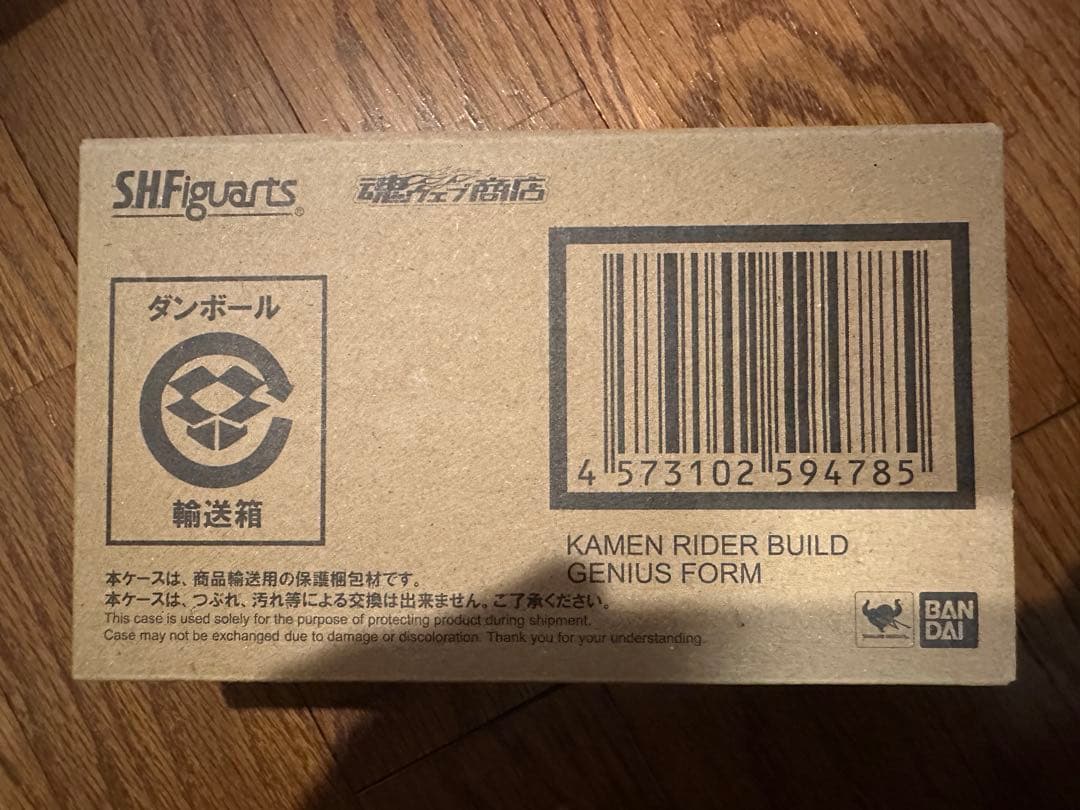 S.H.Figuarts®
魂ウェブ商店
ダンボール
輸送箱
4 573102 594785
KAMEN RIDER BUILD
GENIUS FORM
本ケースは、商品輸送用の保護梱包材です。
本ケースは、つぶれ、汚れ等による交換は出来ません。ご了承ください。
This case is used solely for the purpose of protecting product during shipment.
Case may not be exchanged due to damage or discoloration. Thank you for your understanding.
BAN
DAI